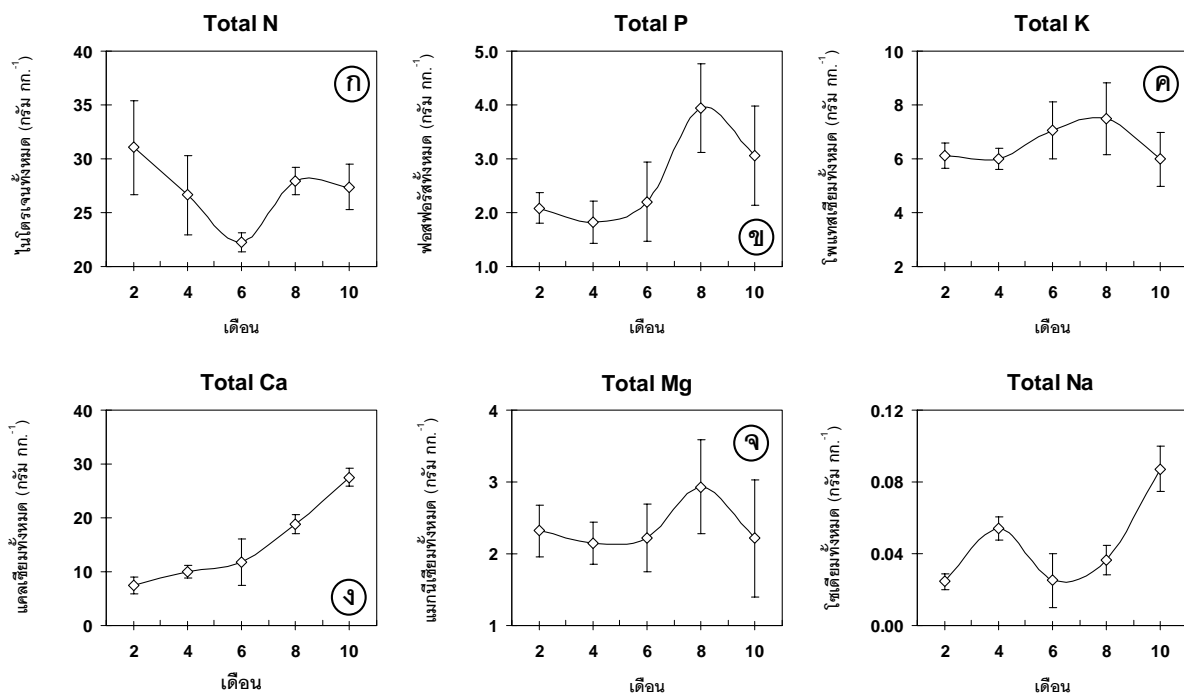 Total N
ไนโตรเจนทั้งหมด (กรัม กก.⁻¹)
40
35
30
25
20
ก
2 4 6 8 10
เดือน
Total P
ฟอสฟอรัสทั้งหมด (กรัม กก.⁻¹)
5.0
4.0
3.0
2.0
1.0
ข
2 4 6 8 10
เดือน
Total K
โพแทสเซียมทั้งหมด (กรัม กก.⁻¹)
10
8
6
4
2
ค
2 4 6 8 10
เดือน
Total Ca
แคลเซียมทั้งหมด (กรัม กก.⁻¹)
40
30
20
10
0
ง
2 4 6 8 10
เดือน
Total Mg
แมกนีเซียมทั้งหมด (กรัม กก.⁻¹)
4
3
2
1
จ
2 4 6 8 10
เดือน
Total Na
โซเดียมทั้งหมด (กรัม กก.⁻¹)
0.12
0.08
0.04
0.00
2 4 6 8 10
เดือน